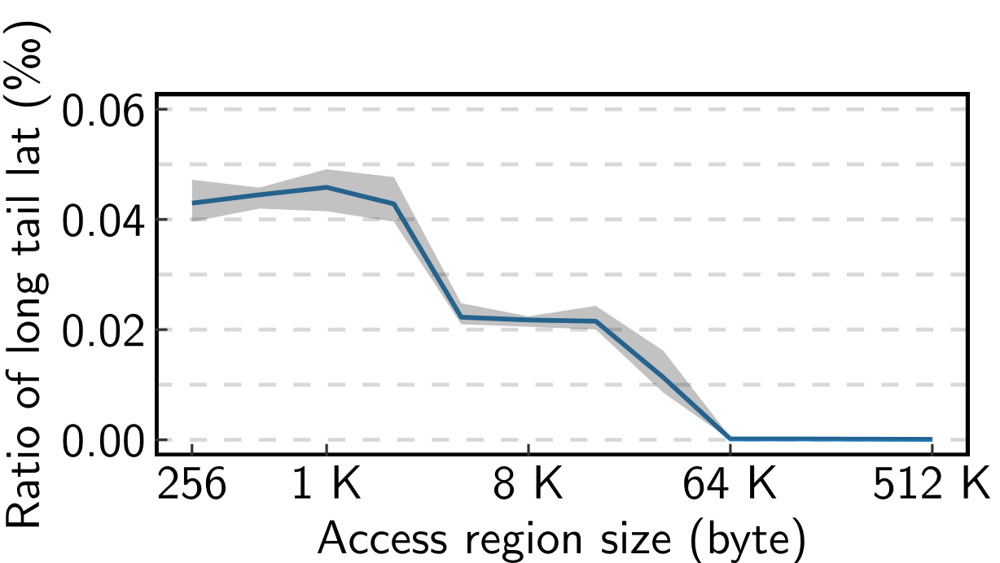 Ratio of long tail lat (‰)
0.06
0.04
0.02
0.00
256 1 K 8 K 64 K 512 K
Access region size (byte)